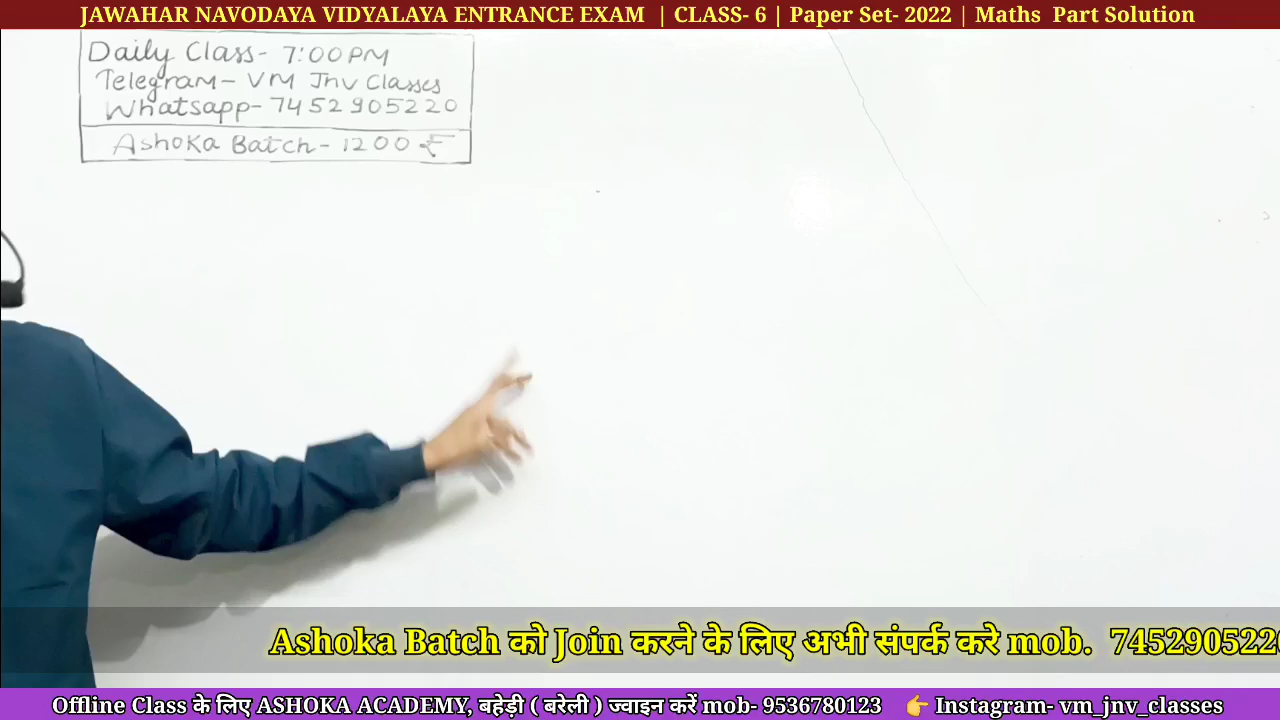 JAWAHAR NAVODAYA VIDYALAYA ENTRANCE EXAM | CLASS- 6 | Paper Set- 2022 | Maths Part Solution
Daily Class- 7:00PM
Telegram- VM Jnv Classes
Whatsapp- 7452905220
Ashoka Batch- 1200 ₹
Ashoka Batch को Join करने के लिए अभी संपर्क करे mob. 7452905220
Offline Class के लिए ASHOKA ACADEMY, बहेड़ी ( बरेली ) ज्वाइन करें mob- 9536780123 👉 Instagram- vm_jnv_classes